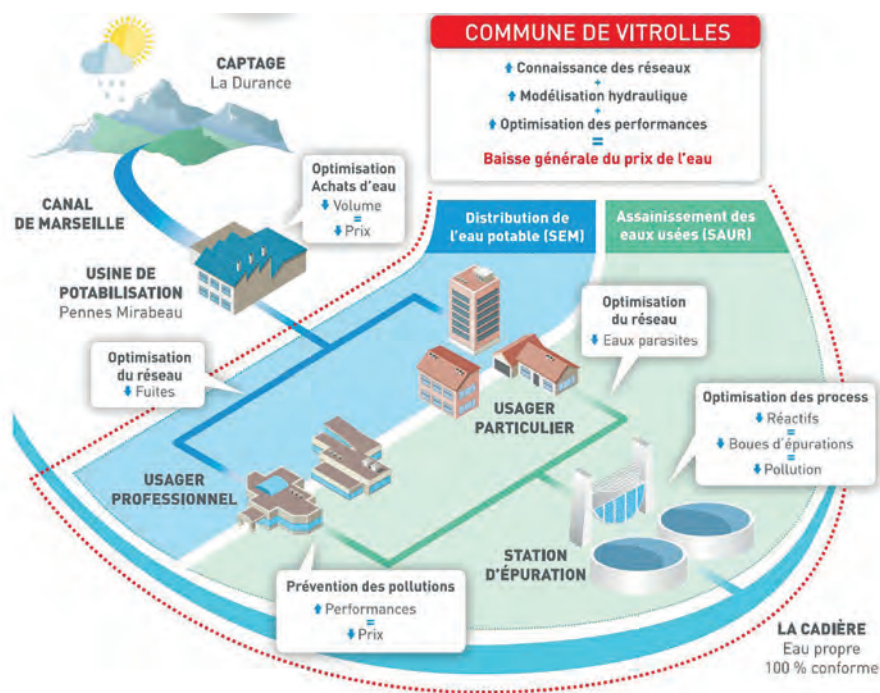 COMMUNE DE VITROLLES
Connaissance des réseaux
+
Modélisation hydraulique
+
Optimisation des performances
=
Baisse générale du prix de l'eau
CAPTAGE
La Durance
CANAL
DE MARSEILLE
Optimisation
Achats d'eau
Volume
=
Prix
USINE DE
POTABILISATION
Pennes Mirabeau
Distribution de
l'eau potable (SEM)
Assainissement des
eaux usées (SAUR)
Optimisation
du réseau
Fuites
Optimisation
du réseau
Eaux parasites
USAGER
PARTICULIER
USAGER
PROFESSIONNEL
Optimisation des process
Réactifs
=
Boues d'épurations
=
Pollution
STATION
D'ÉPURATION
Prévention des pollutions
Performances
=
Prix
LA CADIÈRE
Eau propre
100 % conforme